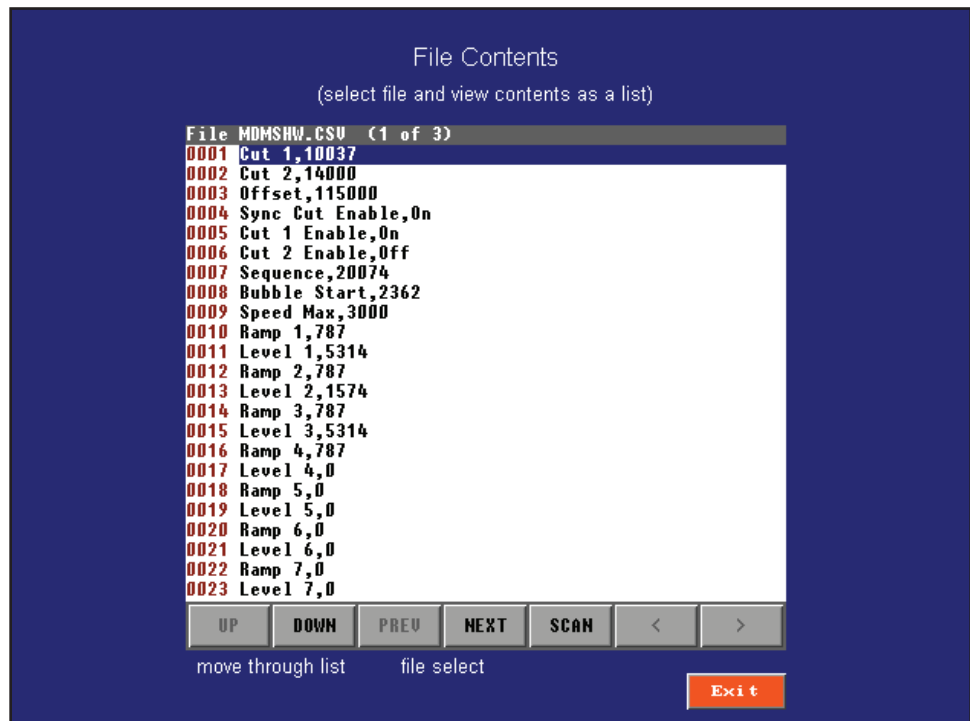 File Contents
(select file and view contents as a list)
File MDMSHW.CSV (1 of 3)
0001 Cut 1,10037
0002 Cut 2,14000
0003 Offset,115000
0004 Sync Cut Enable,On
0005 Cut 1 Enable,On
0006 Cut 2 Enable,Off
0007 Sequence,20074
0008 Bubble Start,2362
0009 Speed Max,3000
0010 Ramp 1,787
0011 Level 1,5314
0012 Ramp 2,787
0013 Level 2,1574
0014 Ramp 3,787
0015 Level 3,5314
0016 Ramp 4,787
0017 Level 4,0
0018 Ramp 5,0
0019 Level 5,0
0020 Ramp 6,0
0021 Level 6,0
0022 Ramp 7,0
0023 Level 7,0
UP DOWN PREV NEXT SCAN < >
move through list file select
Exit